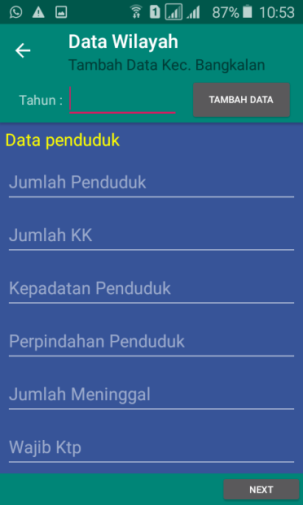 87% 10:53
Data Wilayah
Tambah Data Kec. Bangkalan
Tahun : TAMBAH DATA
Data penduduk
Jumlah Penduduk
Jumlah KK
Kepadatan Penduduk
Perpindahan Penduduk
Jumlah Meninggal
Wajib Ktp
NEXT